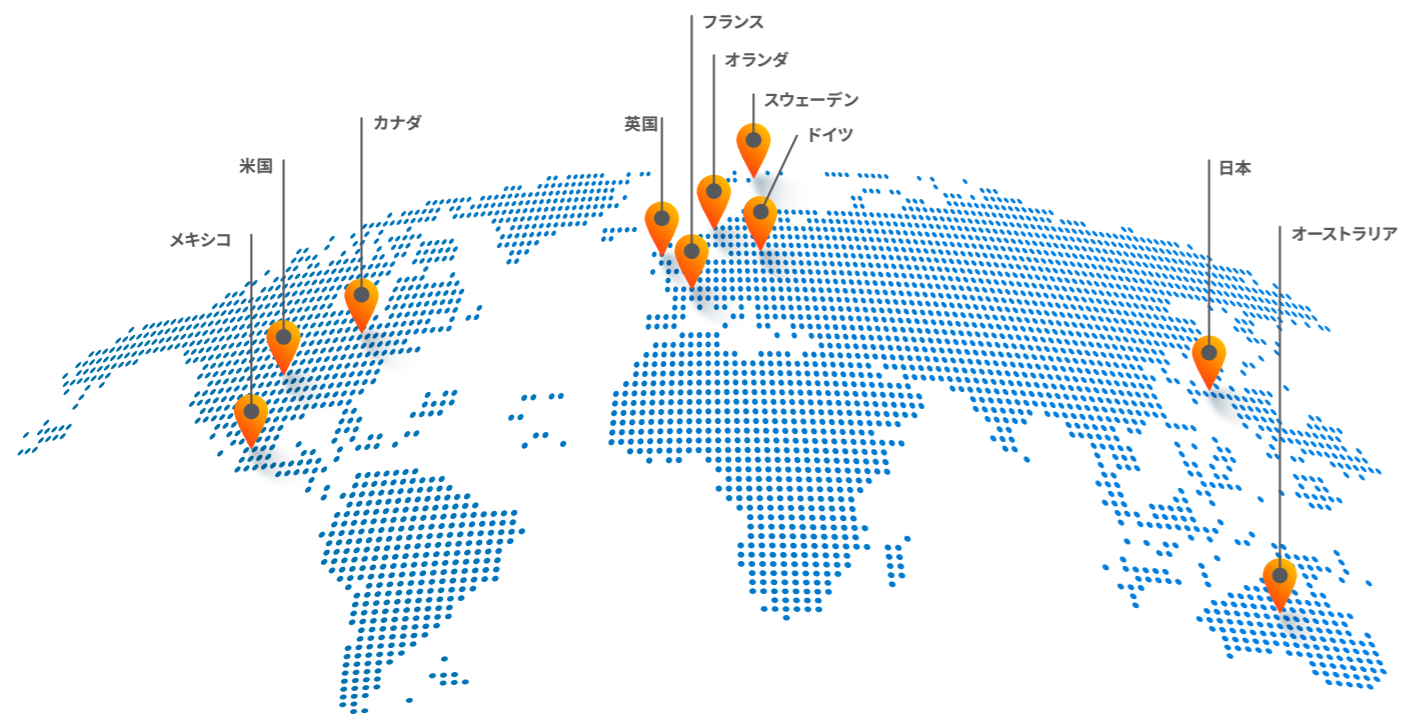 フランス
オランダ
スウェーデン
カナダ
英国
ドイツ
米国
日本
メキシコ
オーストラリア